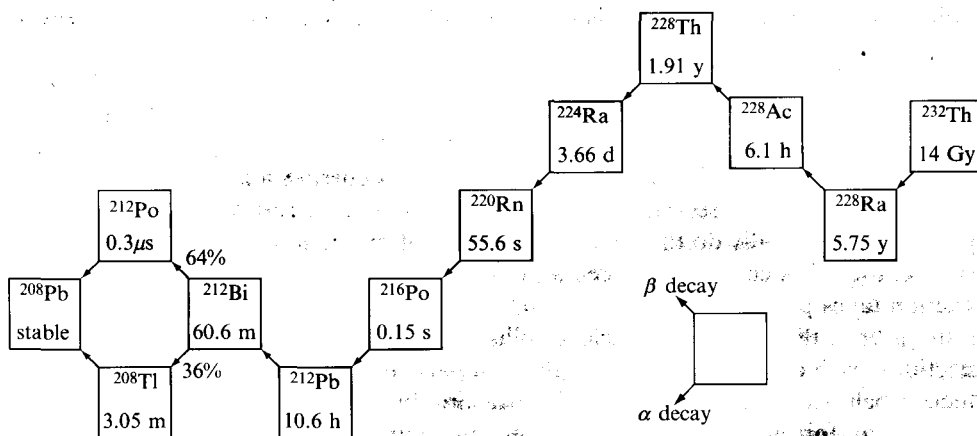 ²²⁸Th
1.91 y
²²⁴Ra
3.66 d
²²⁸Ac
6.1 h
²³²Th
14 Gy
²¹²Po
0.3μs
64%
²²⁰Rn
55.6 s
²²⁸Ra
5.75 y
²⁰⁸Pb
stable
²¹²Bi
60.6 m
²¹⁶Po
0.15 s
β decay
36%
²⁰⁸Tl
3.05 m
²¹²Pb
10.6 h
α decay